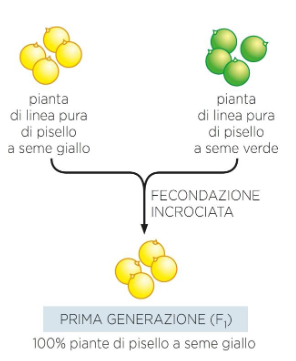 pianta
di linea pura
di pisello
a seme giallo
pianta
di linea pura
di pisello
a seme verde
FECONDAZIONE
INCROCIATA
PRIMA GENERAZIONE (F₁)
100% piante di pisello a seme giallo